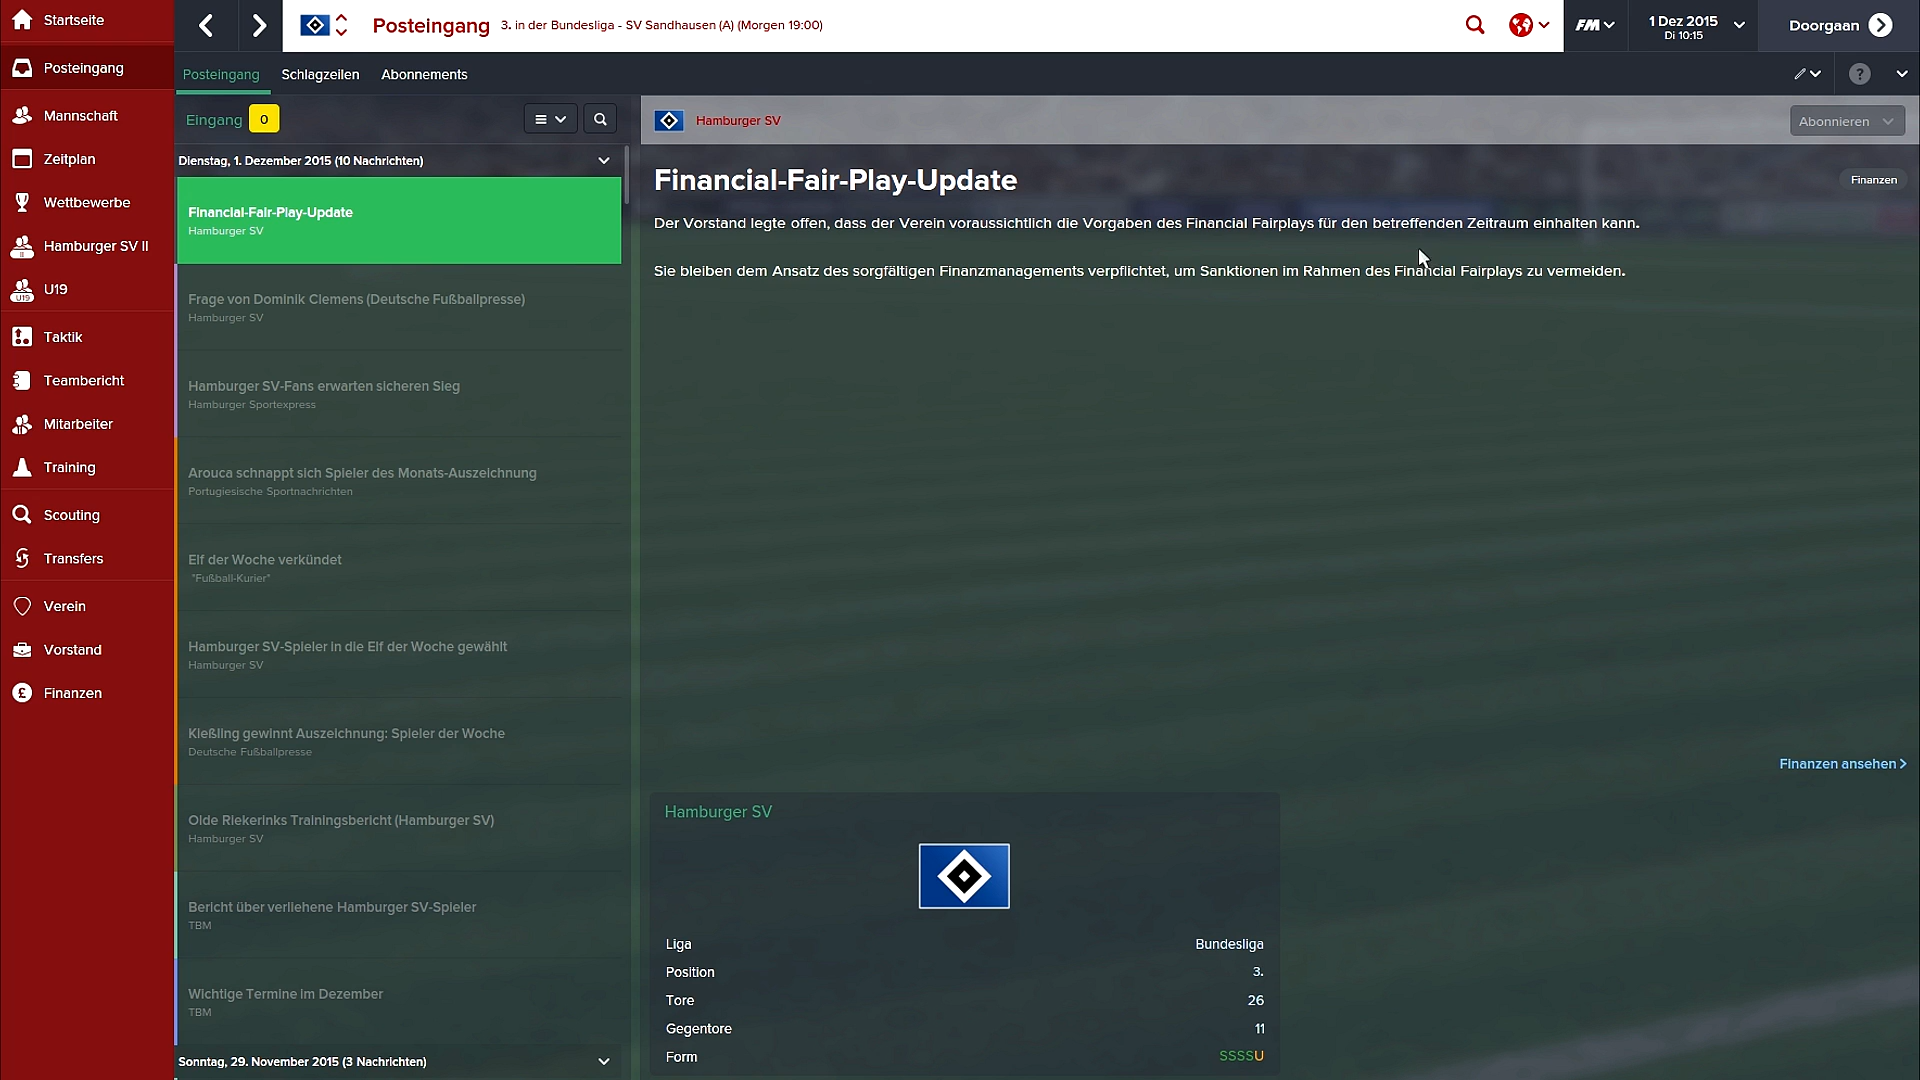 Startseite
Posteingang
Mannschaft
Zeitplan
Wettbewerbe
Hamburger SV II
U19
Taktik
Teambericht
Mitarbeiter
Training
Scouting
Transfers
Verein
Vorstand
Finanzen
Posteingang 3. in der Bundesliga - SV Sandhausen (A) (Morgen 19:00)
FM
1 Dez 2015
Di 10:15
Doorgaan
Posteingang Schlagzeilen Abonnements
?
Eingang 0
Dienstag, 1. Dezember 2015 (10 Nachrichten)
Financial-Fair-Play-Update
Hamburger SV
Frage von Dominik Clemens (Deutsche Fußballpresse)
Hamburger SV
Hamburger SV-Fans erwarten sicheren Sieg
Hamburger Sportexpress
Arouca schnappt sich Spieler des Monats-Auszeichnung
Portugiesische Sportnachrichten
Elf der Woche verkündet
"Fußball-Kurier"
Hamburger SV-Spieler in die Elf der Woche gewählt
Hamburger SV
Kießling gewinnt Auszeichnung: Spieler der Woche
Deutsche Fußballpresse
Olde Riekerinks Trainingsbericht (Hamburger SV)
Hamburger SV
Bericht über verliehene Hamburger SV-Spieler
TBM
Wichtige Termine im Dezember
TBM
Sonntag, 29. November 2015 (3 Nachrichten)
Hamburger SV
Abonnieren
Financial-Fair-Play-Update
Finanzen
Der Vorstand legte offen, dass der Verein voraussichtlich die Vorgaben des Financial Fairplays für den betreffenden Zeitraum einhalten kann.
Sie bleiben dem Ansatz des sorgfältigen Finanzmanagements verpflichtet, um Sanktionen im Rahmen des Financial Fairplays zu vermeiden.
Finanzen ansehen
Hamburger SV
Liga Bundesliga
Position 3.
Tore 26
Gegentore 11
Form SSSSU